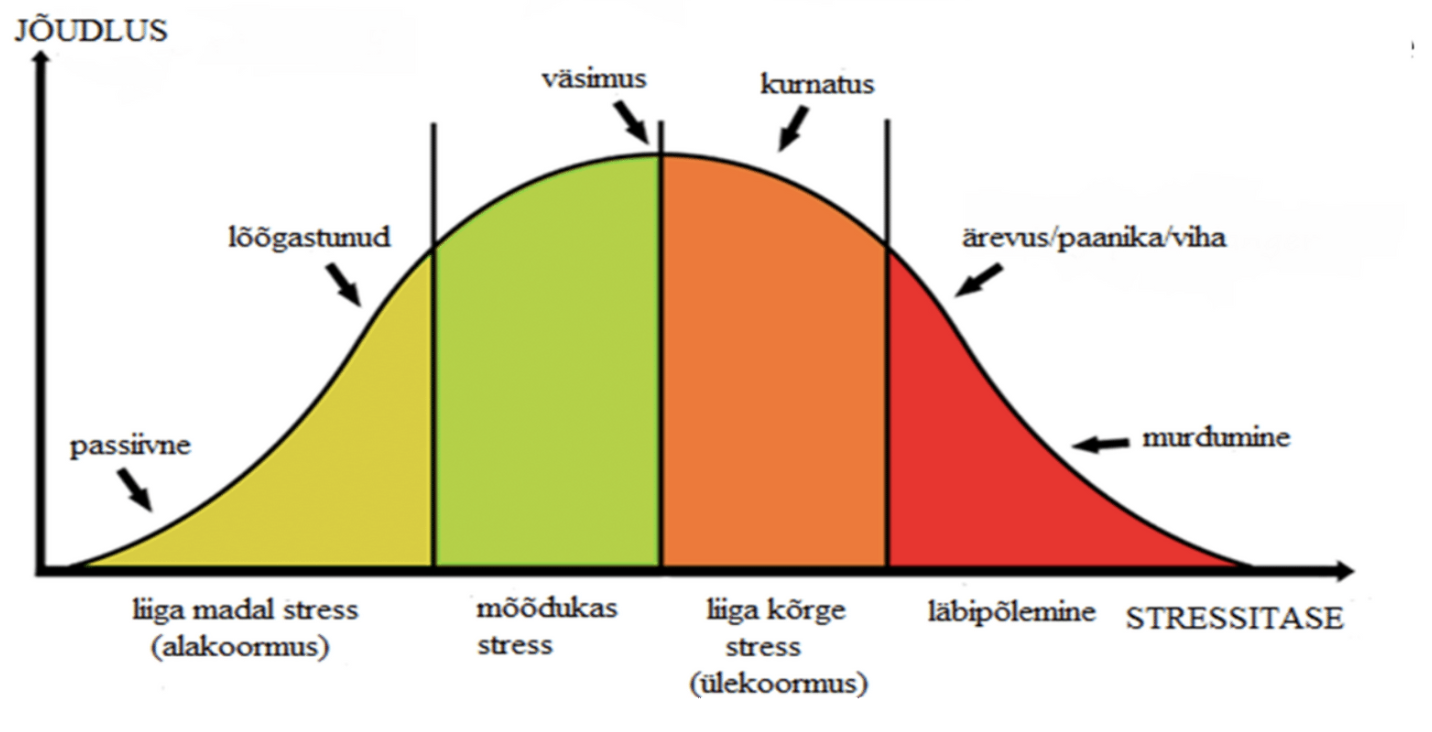 JÕUDLUS
väsimus
kurnatus
lõõgastunud
ärevus/paanika/viha
passiivne
murdumine
liiga madal stress
(alakoormus)
mõõdukas
stress
liiga kõrge
stress
(ülekoormus)
läbipõlemine
STRESSITASE